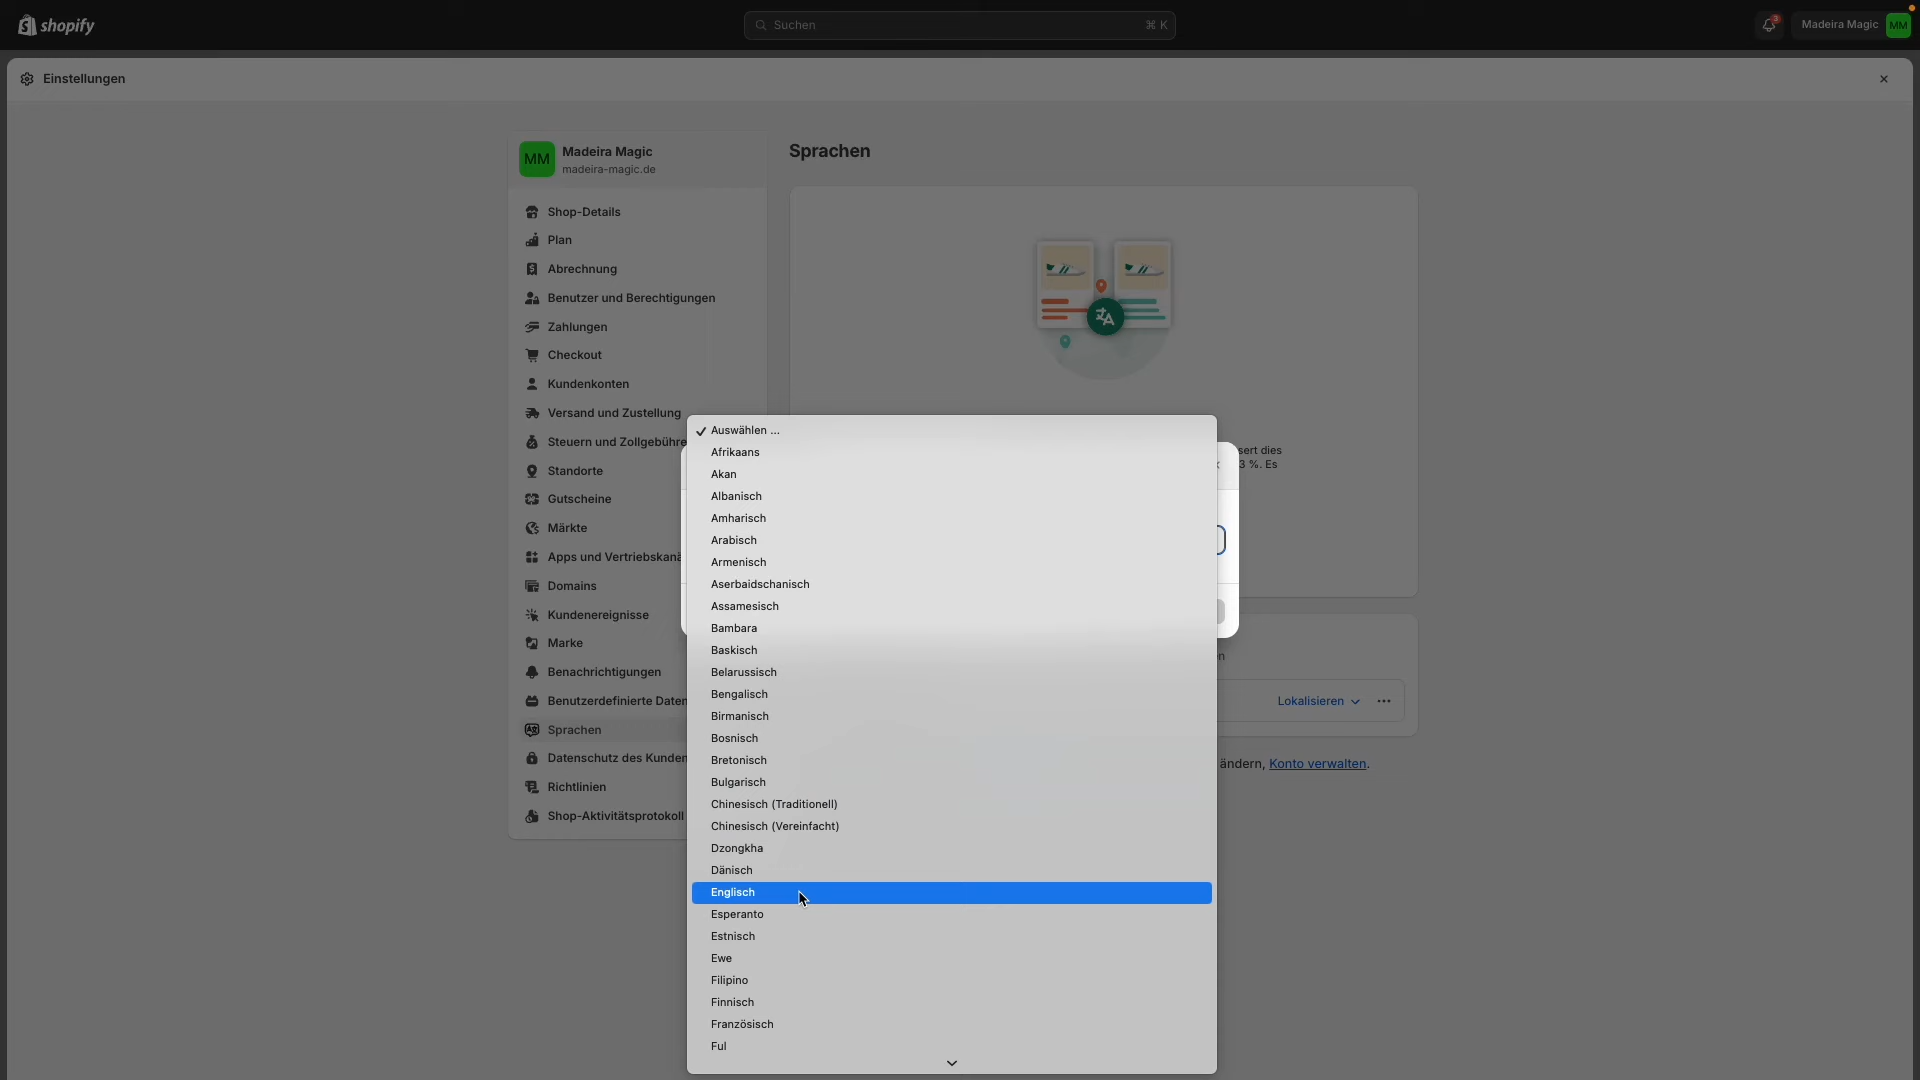 shopify
Suchen
⌘ K
3
Madeira Magic
MM
Einstellungen
MM
Madeira Magic
madeira-magic.de
Shop-Details
Plan
Abrechnung
Benutzer und Berechtigungen
Zahlungen
Checkout
Kundenkonten
Versand und Zustellung
Steuern und Zollgebühre
Standorte
Gutscheine
Märkte
Apps und Vertriebskanä
Domains
Kundenereignisse
Marke
Benachrichtigungen
Benutzerdefinierte Daten
Sprachen
Datenschutz des Kunden
Richtlinien
Shop-Aktivitätsprotokoll
Sprachen
sert dies
3 %. Es
en
Lokalisieren
ändern, Konto verwalten.
Auswählen ...
Afrikaans
Akan
Albanisch
Amharisch
Arabisch
Armenisch
Aserbaidschanisch
Assamesisch
Bambara
Baskisch
Belarussisch
Bengalisch
Birmanisch
Bosnisch
Bretonisch
Bulgarisch
Chinesisch (Traditionell)
Chinesisch (Vereinfacht)
Dzongkha
Dänisch
Englisch
Esperanto
Estnisch
Ewe
Filipino
Finnisch
Französisch
Ful